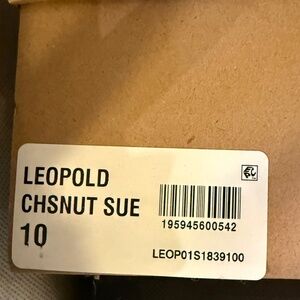 LEOPOLD
CHSNUT SUE
10
195945600542
LEOP01S1839100